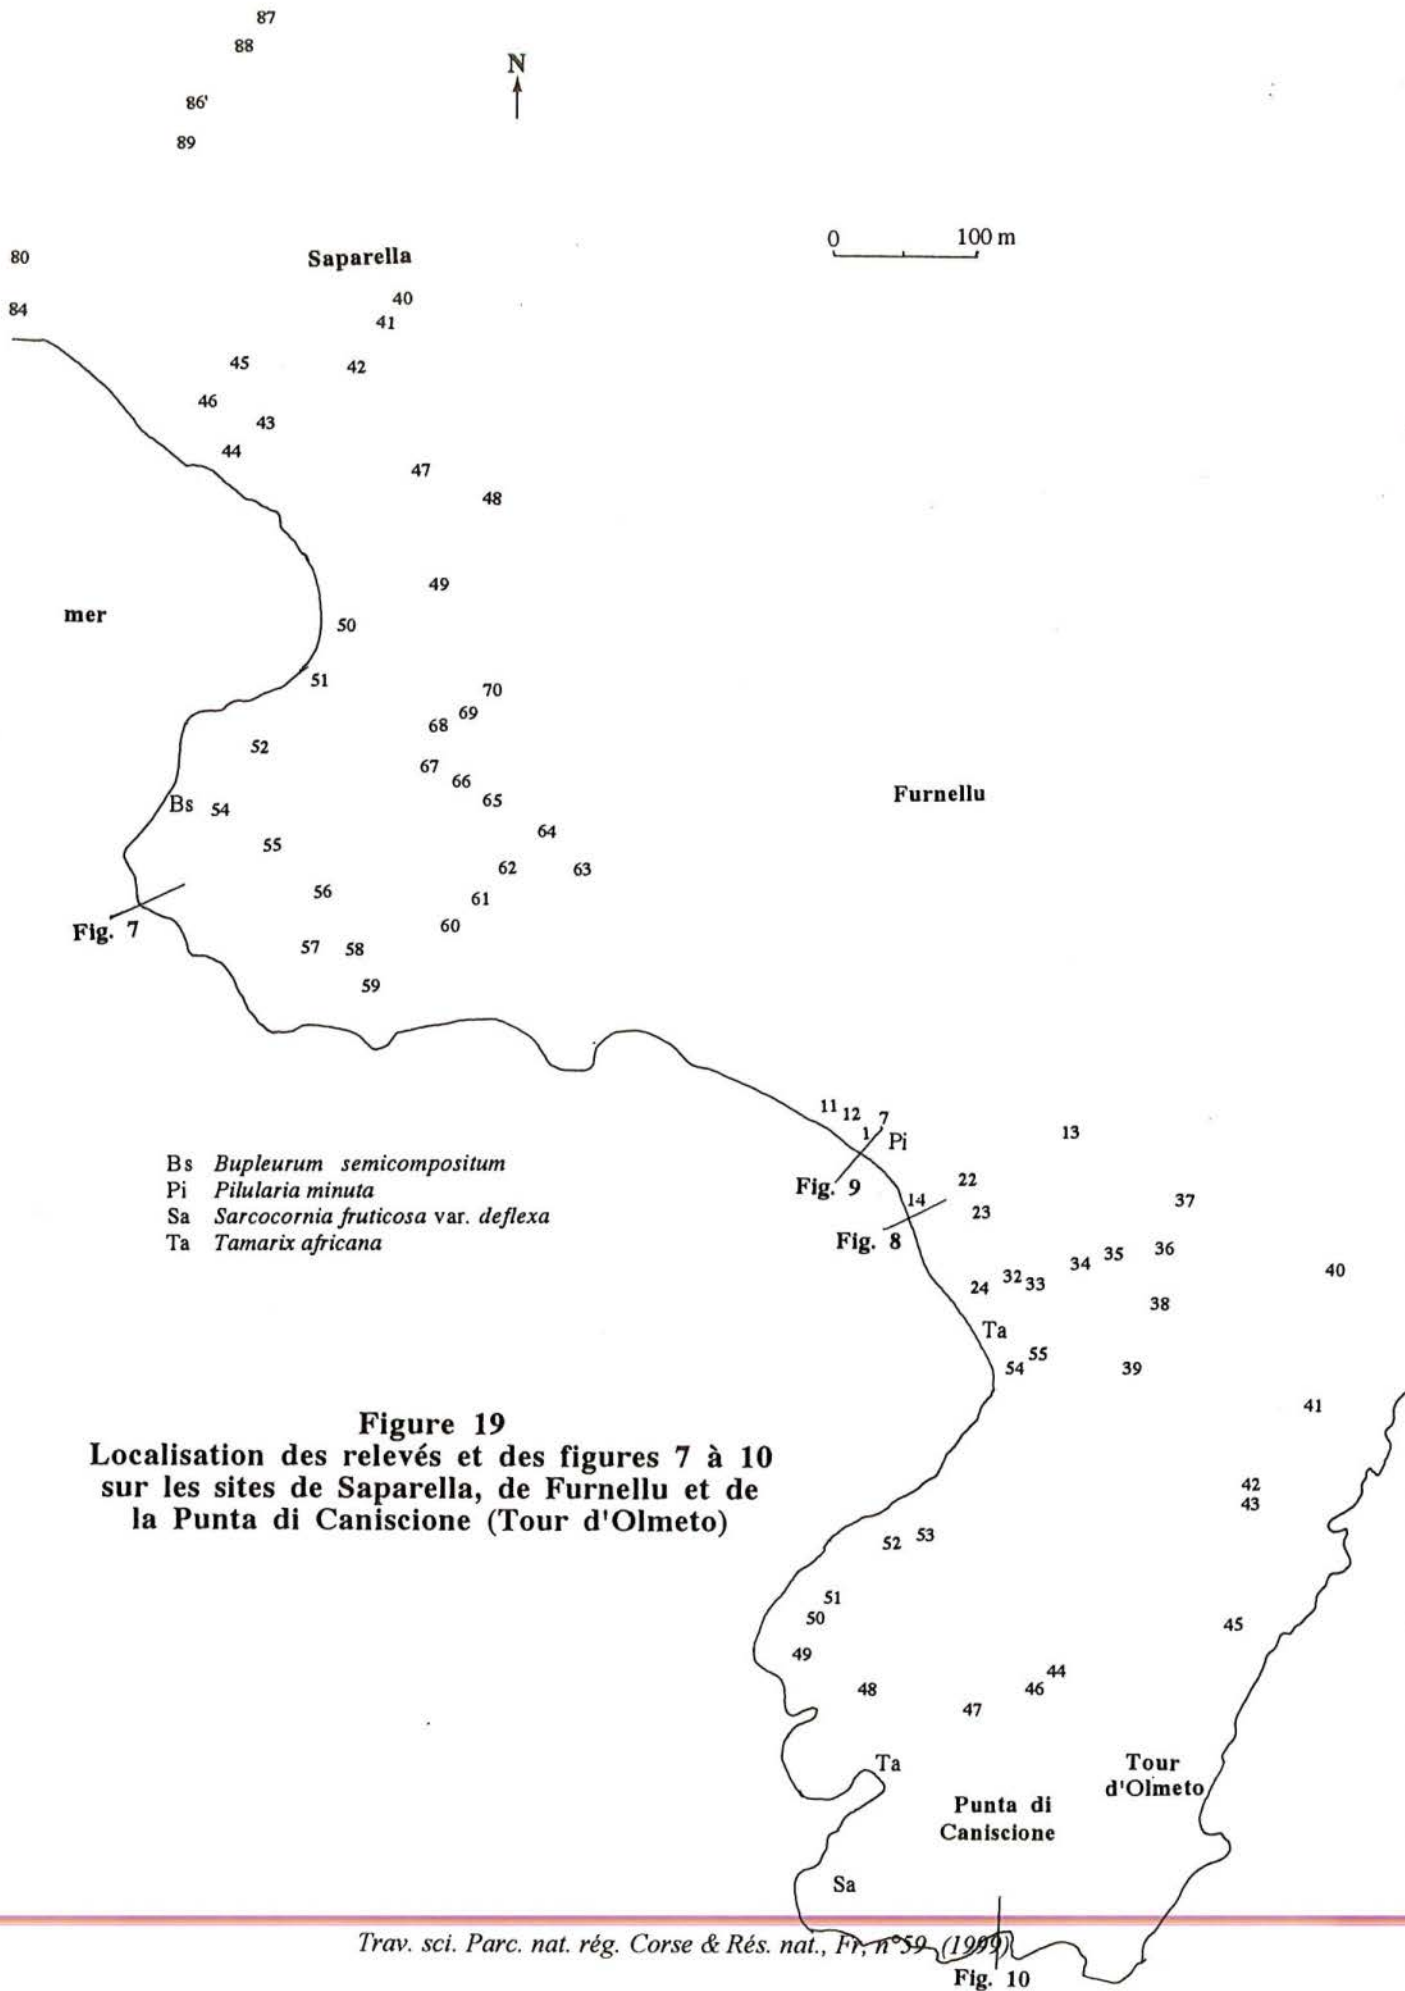 87
88
N
86'
89
0 100 m
80
Saparella
84
40
41
45
42
46
43
44
47
48
49
mer
50
51
70
69
68
52
67
66
65
Furnellu
Bs 54
64
55
62
63
56
61
60
Fig. 7
57
58
59
11
12
7
1
Pi
13
Bs Bupleurum semicompositum
Pi Pilularia minuta
Sa Sarcocornia fruticosa var. deflexa
Ta Tamarix africana
Fig. 9
22
14
23
37
Fig. 8
36
35
34
40
32
33
24
38
Ta
55
54
39
41
Figure 19
Localisation des relevés et des figures 7 à 10
sur les sites de Saparella, de Furnellu et de
la Punta di Caniscione (Tour d'Olmeto)
42
43
53
52
51
50
45
49
44
48
46
47
Ta
Tour
d'Olmeto
Punta di
Caniscione
Sa
Trav. sci. Parc. nat. rég. Corse & Rés. nat., Fr, n°59 (1999)
Fig. 10